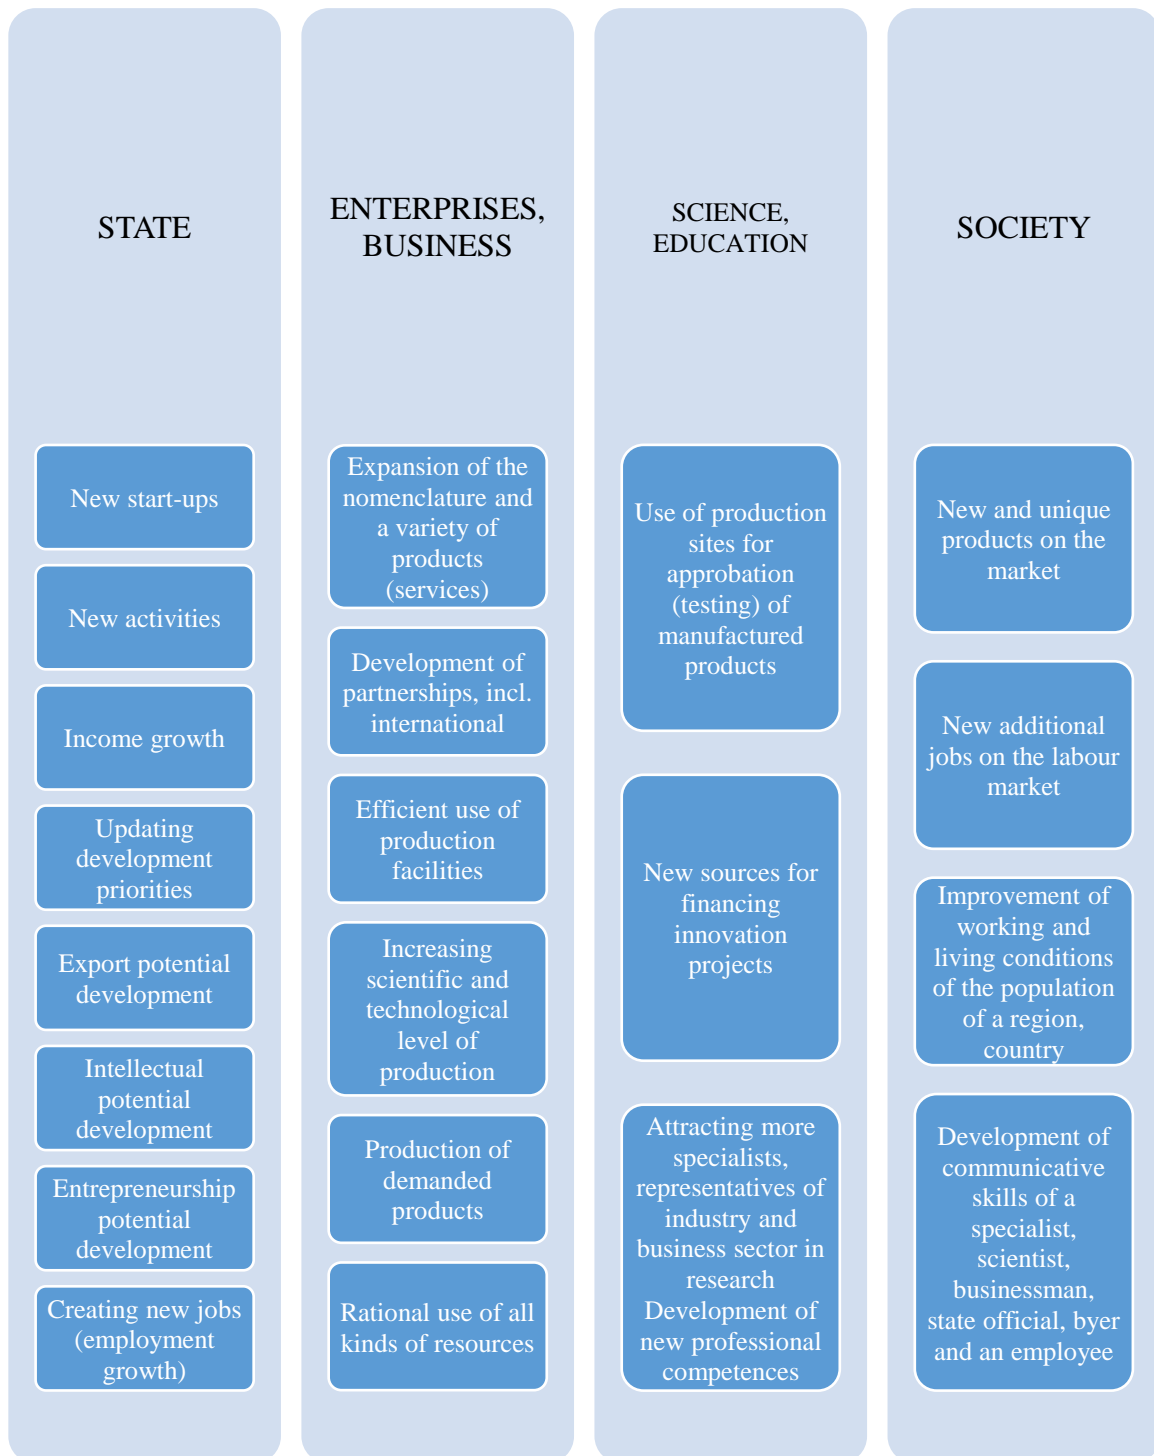 STATE
New start-ups
New activities
Income growth
Updating
development
priorities
Export potential
development
Intellectual
potential
development
Entrepreneurship
potential
development
Creating new jobs
(employment
growth)
ENTERPRISES,
BUSINESS
Expansion of the
nomenclature and
a variety of
products
(services)
Development of
partnerships, incl.
international
Efficient use of
production
facilities
Increasing
scientific and
technological
level of
production
Production of
demanded
products
Rational use of all
kinds of resources
SCIENCE,
EDUCATION
Use of production
sites for
approbation
(testing) of
manufactured
products
New sources for
financing
innovation
projects
Attracting more
specialists,
representatives of
industry and
business sector in
research
Development of
new professional
competences
SOCIETY
New and unique
products on the
market
New additional
jobs on the labour
market
Improvement of
working and
living conditions
of the population
of a region,
country
Development of
communicative
skills of a
specialist,
scientist,
businessman,
state official, byer
and an employee